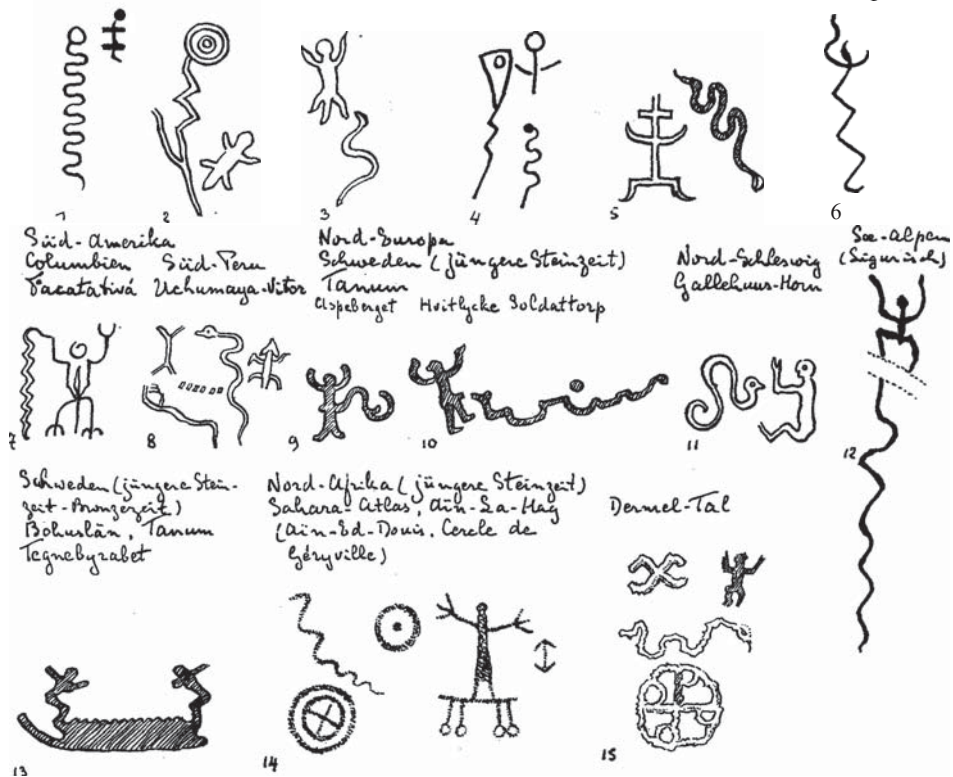 1
2
3
4
5
6
Süd-Amerika
Columbien
Facatativá
Süd-Peru
Uchumaya-Vitor
Nord-Europa
Schweden (jüngere Steinzeit)
Tanum
Aspeberget Hvitlycke Soldattorp
Nord-Schleswig
Gallehuus-Horn
See-Alpen
(Ligurisch)
7
8
9
10
11
12
Schweden (jüngere Stein-
zeit-Bronzezeit)
Bohuslän, Tanum
Tegnebyrabet
Nord-Afrika (jüngere Steinzeit)
Sahara-Atlas, Aïn-La-Hag
(Aïn-Ed-Douis, Cercle de
Géryville)
Dermel-Tal
13
14
15